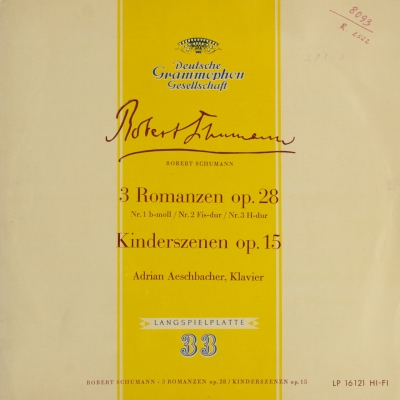 8093
Deutsche
Grammophon
Gesellschaft
Robert Schumann
ROBERT SCHUMANN
3 Romanzen op. 28
Nr. 1 b-moll / Nr. 2 Fis-dur / Nr. 3 H-dur
Kinderszenen op. 15
Adrian Aeschbacher, Klavier
LANGSPIELPLATTE
33
ROBERT SCHUMANN · 3 ROMANZEN op. 28 / KINDERSZENEN op. 15
LP 16121 HI-FI